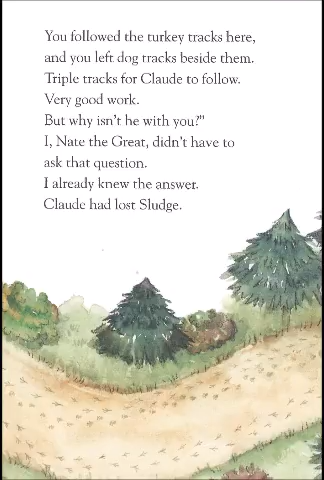 You followed the turkey tracks here,
and you left dog tracks beside them.
Triple tracks for Claude to follow.
Very good work.
But why isn't he with you?"
I, Nate the Great, didn't have to
ask that question.
I already knew the answer.
Claude had lost Sludge.